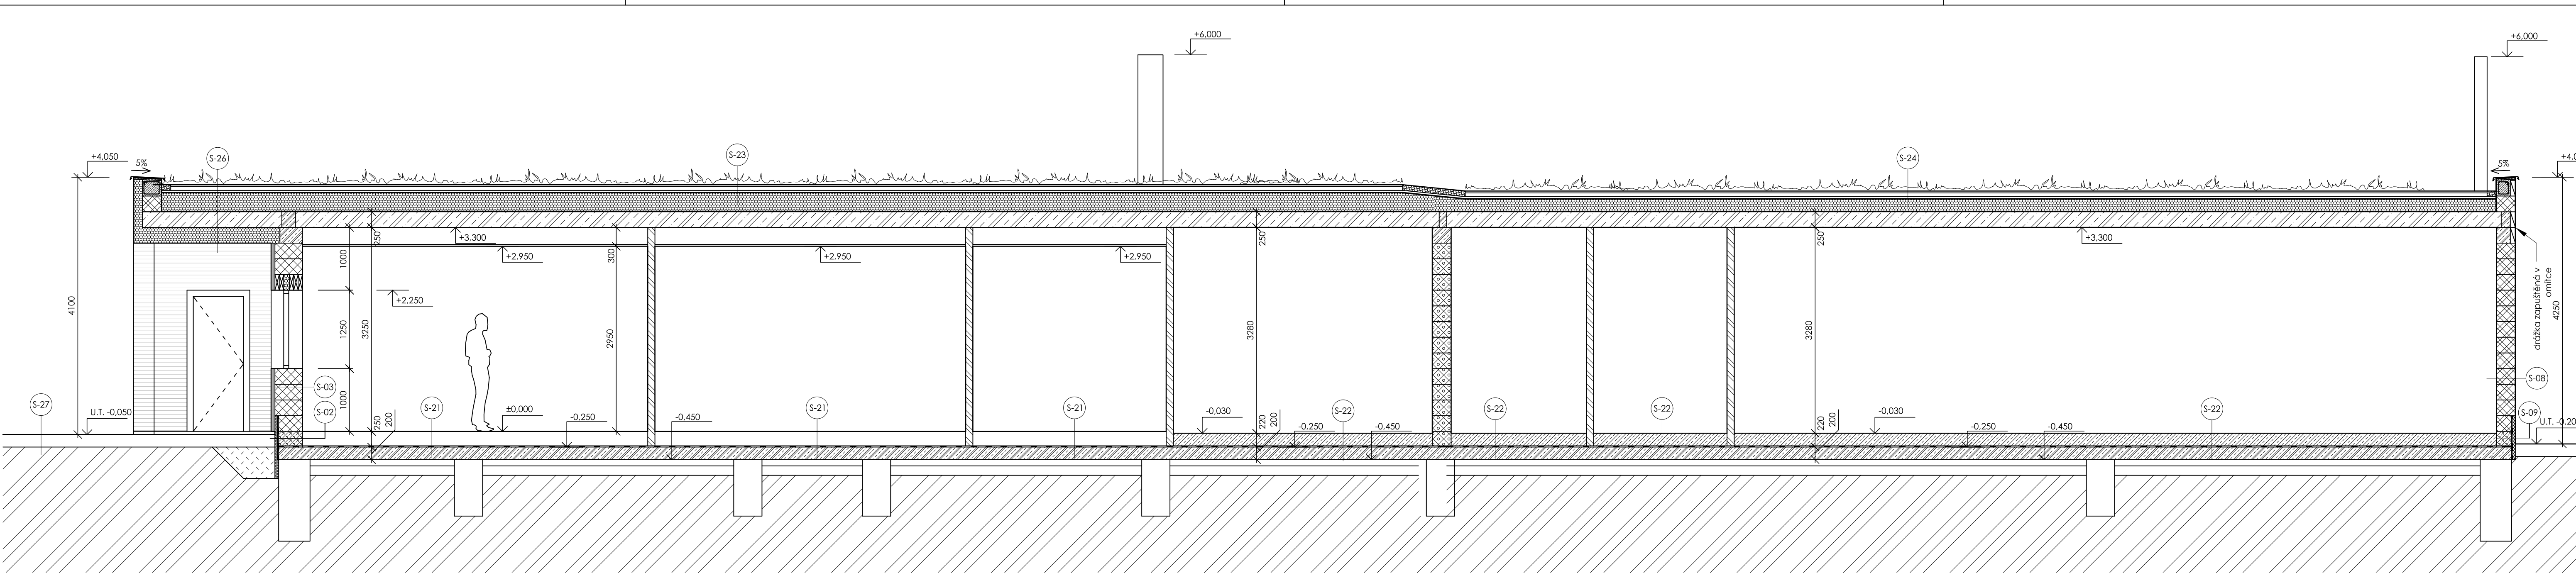 +6,000
+6,000
+4,050
5%
S-26
S-23
S-24
5%
+4,0
+3,300
250
1000
300
+2,950
+2,950
+2,950
250
250
+3,300
+2,250
drážka zapuštěná v
omítce
4100
1250
3250
2950
3280
3280
4250
S-03
S-02
1000
S-08
S-27
U.T. -0,050
S-21
250
200
±0,000
-0,250
-0,450
S-21
S-21
-0,030
220
200
-0,250
S-22
-0,450
S-22
S-22
220
200
-0,030
-0,250
-0,450
S-22
S-09
U.T. -0,20